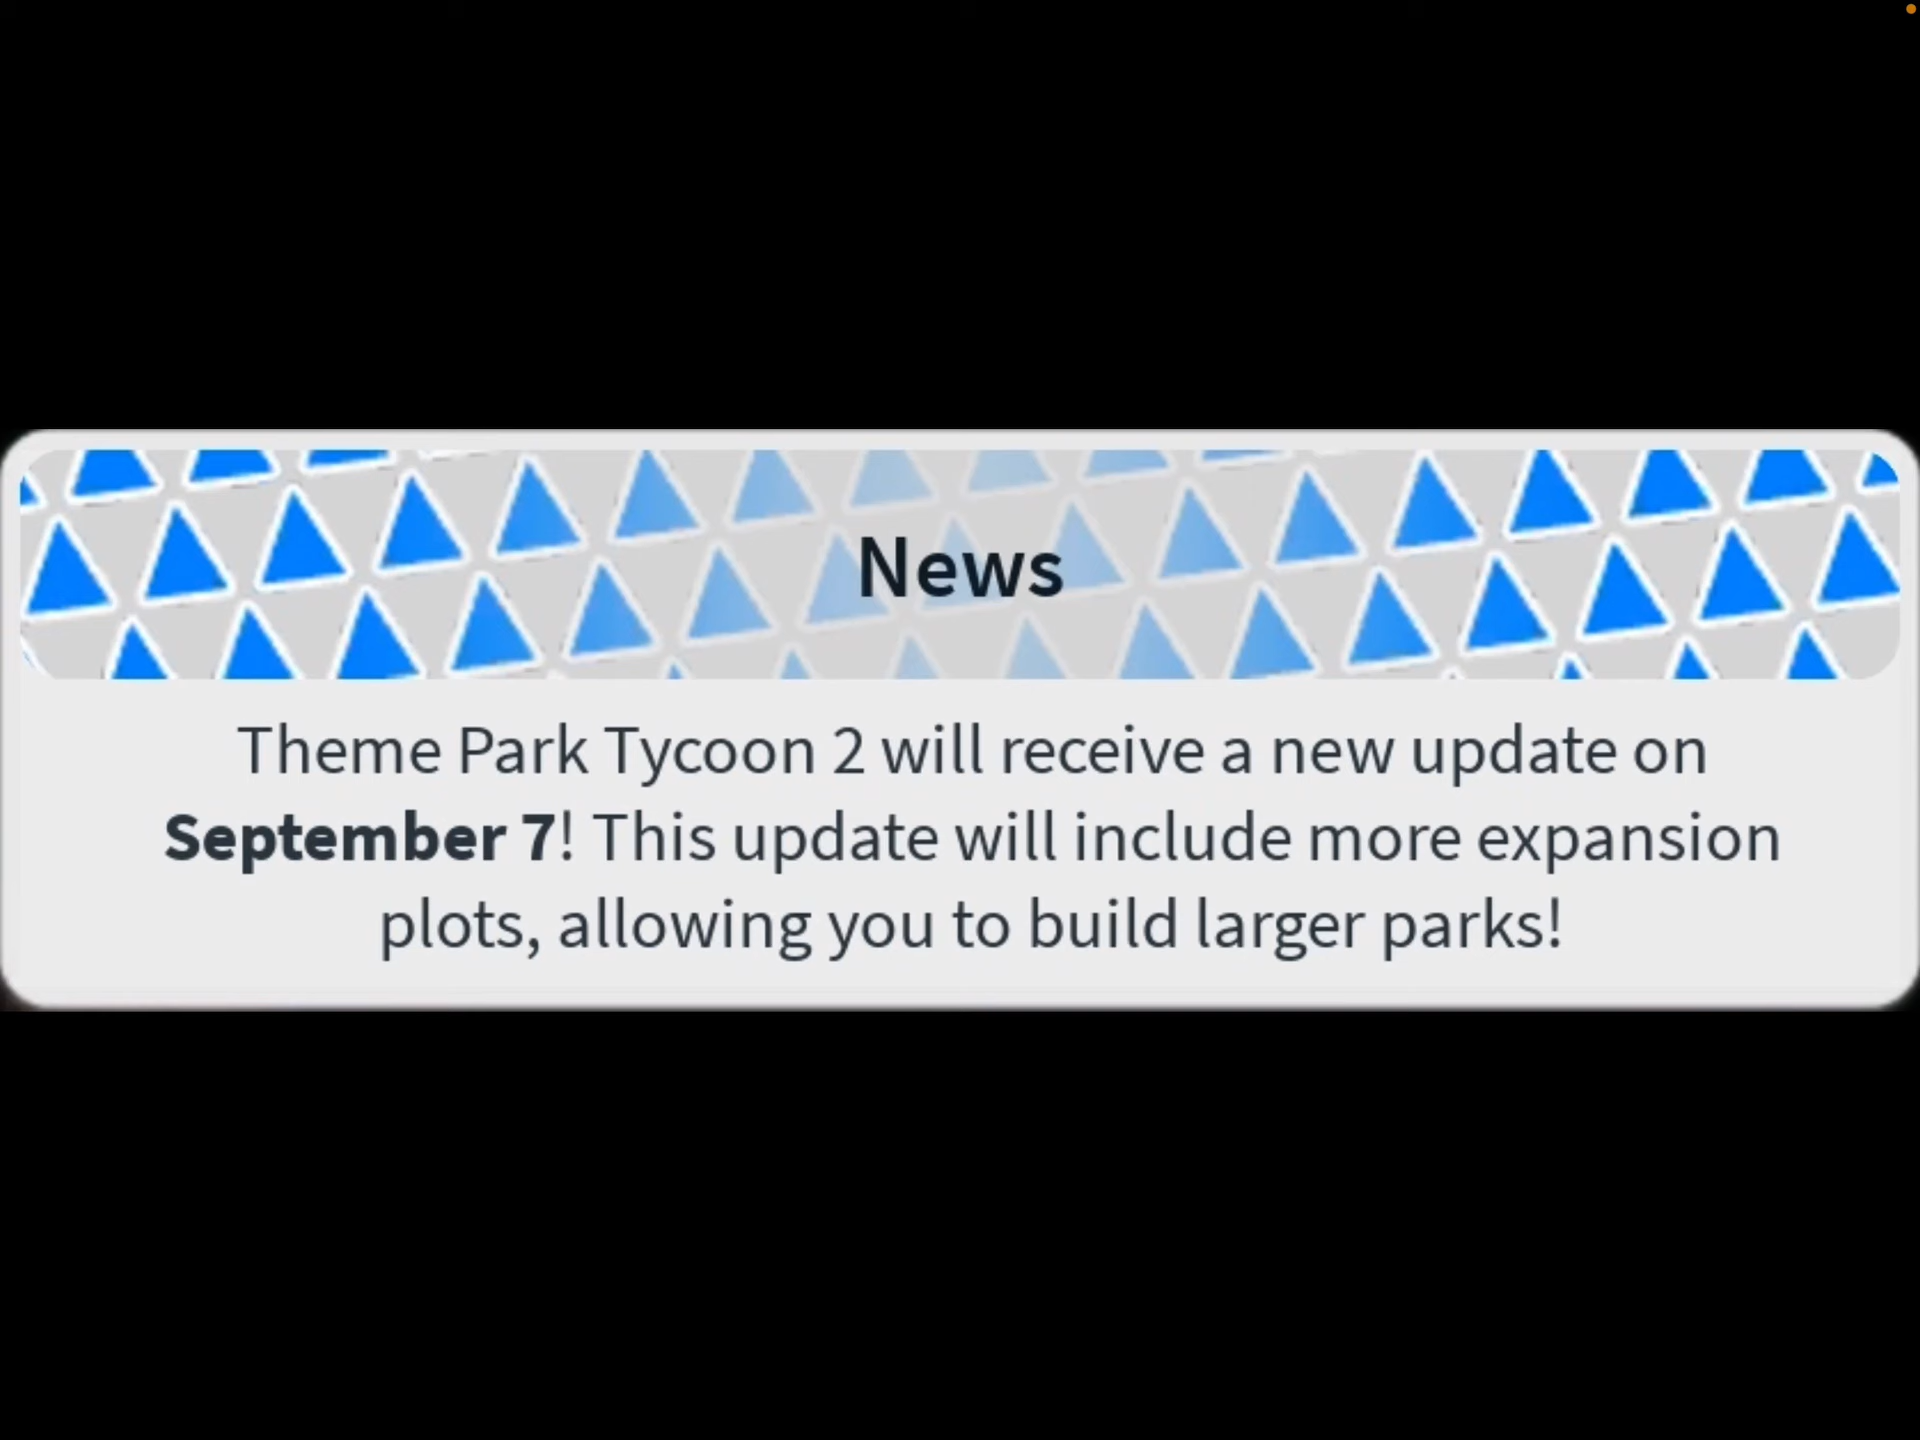 News
Theme Park Tycoon 2 will receive a new update on
September 7! This update will include more expansion
plots, allowing you to build larger parks!